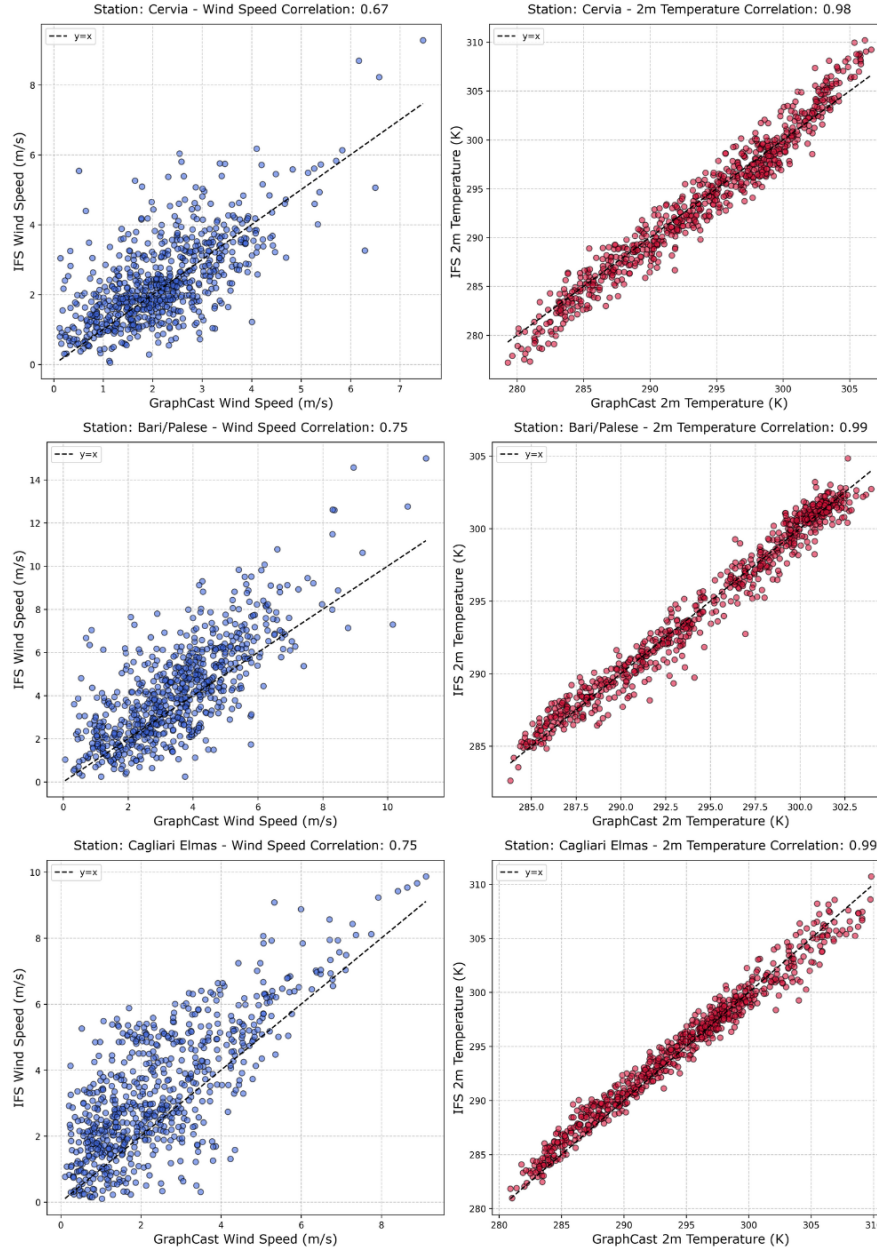 Station: Cervia - Wind Speed Correlation: 0.67
y=x
IFS Wind Speed (m/s)
8
6
4
2
0
0 1 2 3 4 5 6 7
GraphCast Wind Speed (m/s)
Station: Cervia - 2m Temperature Correlation: 0.98
y=x
IFS 2m Temperature (K)
310
305
300
295
290
285
280
280 285 290 295 300 305
GraphCast 2m Temperature (K)
Station: Bari/Palese - Wind Speed Correlation: 0.75
y=x
IFS Wind Speed (m/s)
14
12
10
8
6
4
2
0
0 2 4 6 8 10
GraphCast Wind Speed (m/s)
Station: Bari/Palese - 2m Temperature Correlation: 0.99
y=x
IFS 2m Temperature (K)
305
300
295
290
285
285.0 287.5 290.0 292.5 295.0 297.5 300.0 302.5
GraphCast 2m Temperature (K)
Station: Cagliari Elmas - Wind Speed Correlation: 0.75
y=x
IFS Wind Speed (m/s)
10
8
6
4
2
0
0 2 4 6 8
GraphCast Wind Speed (m/s)
Station: Cagliari Elmas - 2m Temperature Correlation: 0.99
y=x
IFS 2m Temperature (K)
310
305
300
295
290
285
280
280 285 290 295 300 305 310
GraphCast 2m Temperature (K)